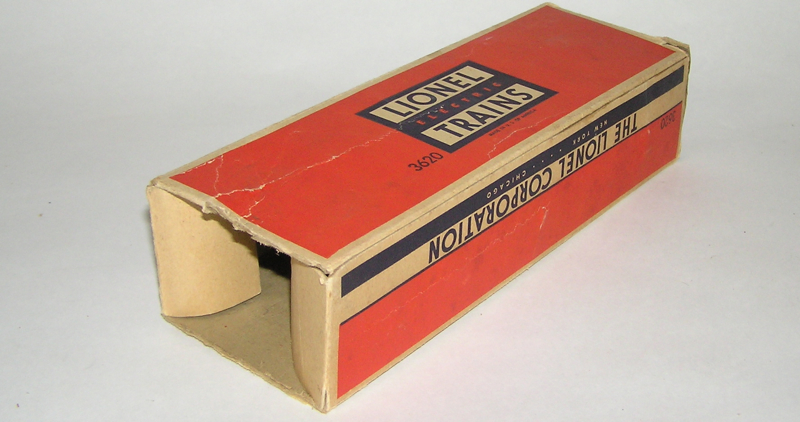 LIONEL
ELECTRIC
TRAINS
3620
THE LIONEL CORPORATION
NEW YORK . . . . . CHICAGO
3620